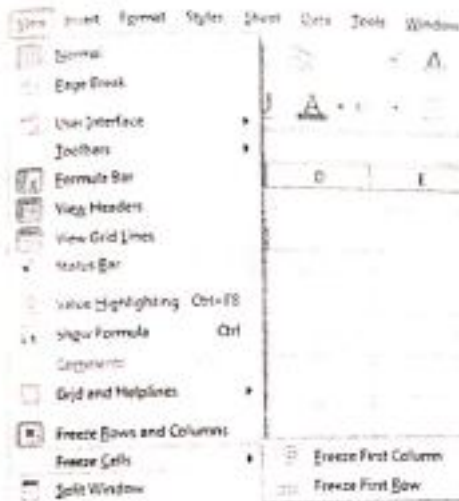 View Insert Format Styles Sheet Data Tools Window
Normal
Page Break
User Interface
Toolbars
Formula Bar
View Headers
View Grid Lines
Status Bar
Value Highlighting Ctrl+F8
Show Formula Ctrl
Comments
Grid and Helplines
Freeze Rows and Columns
Freeze Cells
Split Window
A
A
D E
Freeze First Column
Freeze First Row